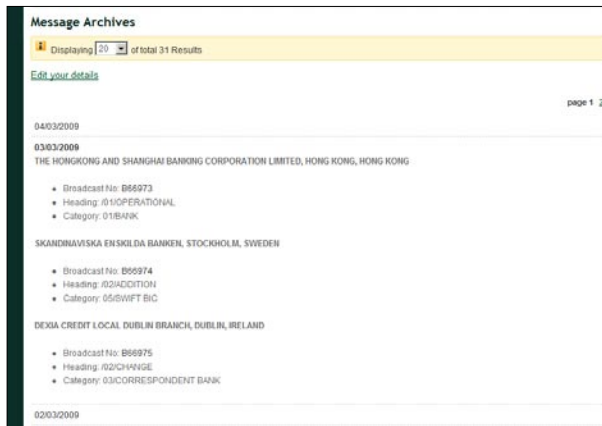 Message Archives
Displaying 20 of total 31 Results
Edit your details
page 1 2
04/03/2009
03/03/2009
THE HONGKONG AND SHANGHAI BANKING CORPORATION LIMITED, HONG KONG, HONG KONG
Broadcast No: B66973
Heading: /01/OPERATIONAL
Category: 01/BANK
SKANDINAVISKA ENSKILDA BANKEN, STOCKHOLM, SWEDEN
Broadcast No: B66974
Heading: /02/ADDITION
Category: 05/SWIFT BIC
DEXIA CREDIT LOCAL DUBLIN BRANCH, DUBLIN, IRELAND
Broadcast No: B66975
Heading: /02/CHANGE
Category: 03/CORRESPONDENT BANK
02/03/2009